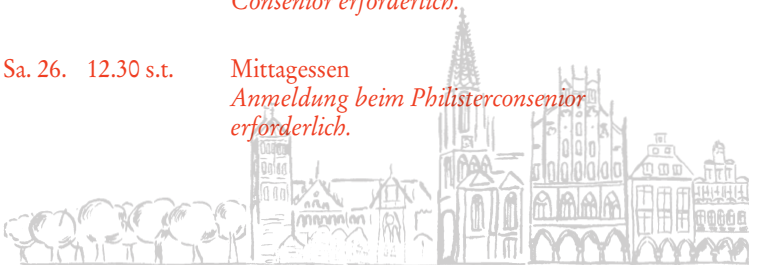 Consenior erforderlich.
Sa. 26. 12.30 s.t. Mittagessen
Anmeldung beim Philisterconsenior
erforderlich.